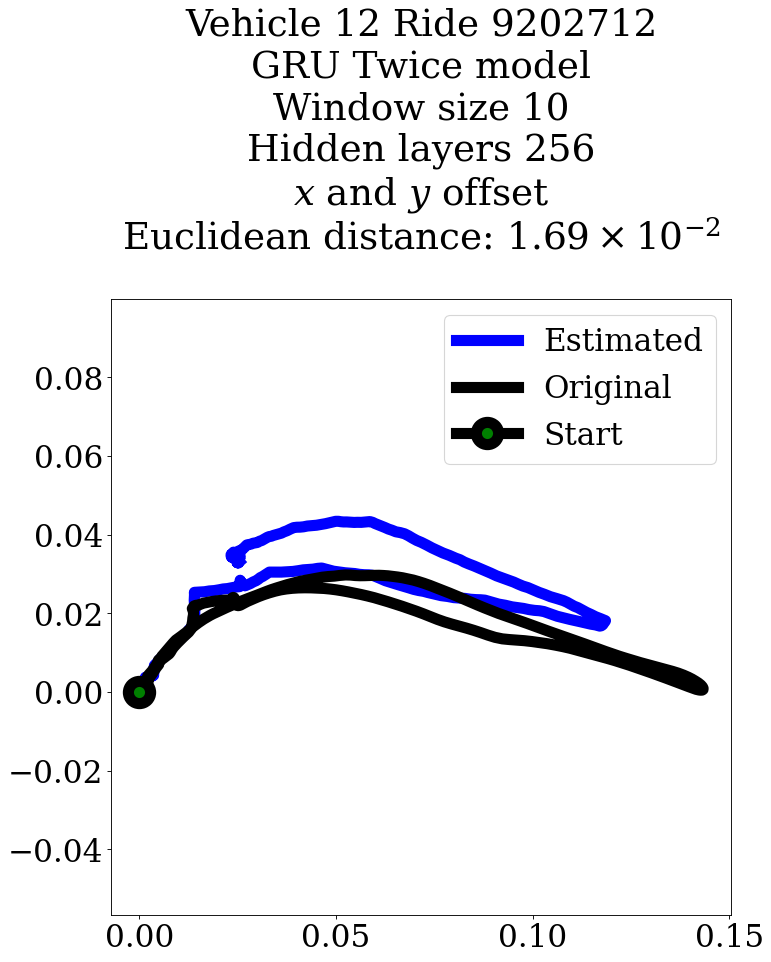 Vehicle 12 Ride 9202712
GRU Twice model
Window size 10
Hidden layers 256
x and y offset
Euclidean distance: 1.69 × 10⁻²
Estimated
Original
Start
0.08
0.06
0.04
0.02
0.00
−0.02
−0.04
0.00 0.05 0.10 0.15